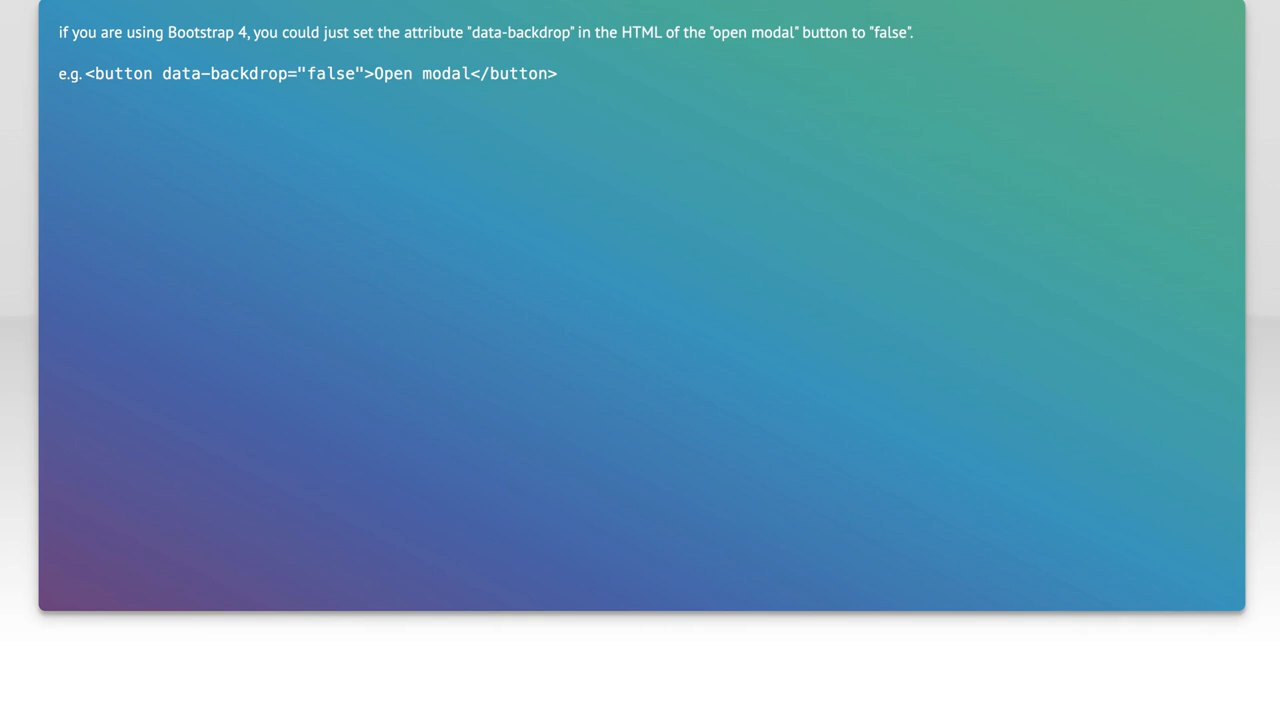 if you are using Bootstrap 4, you could just set the attribute "data-backdrop" in the HTML of the "open modal" button to "false".
e.g. <button data-backdrop="false">Open modal</button>